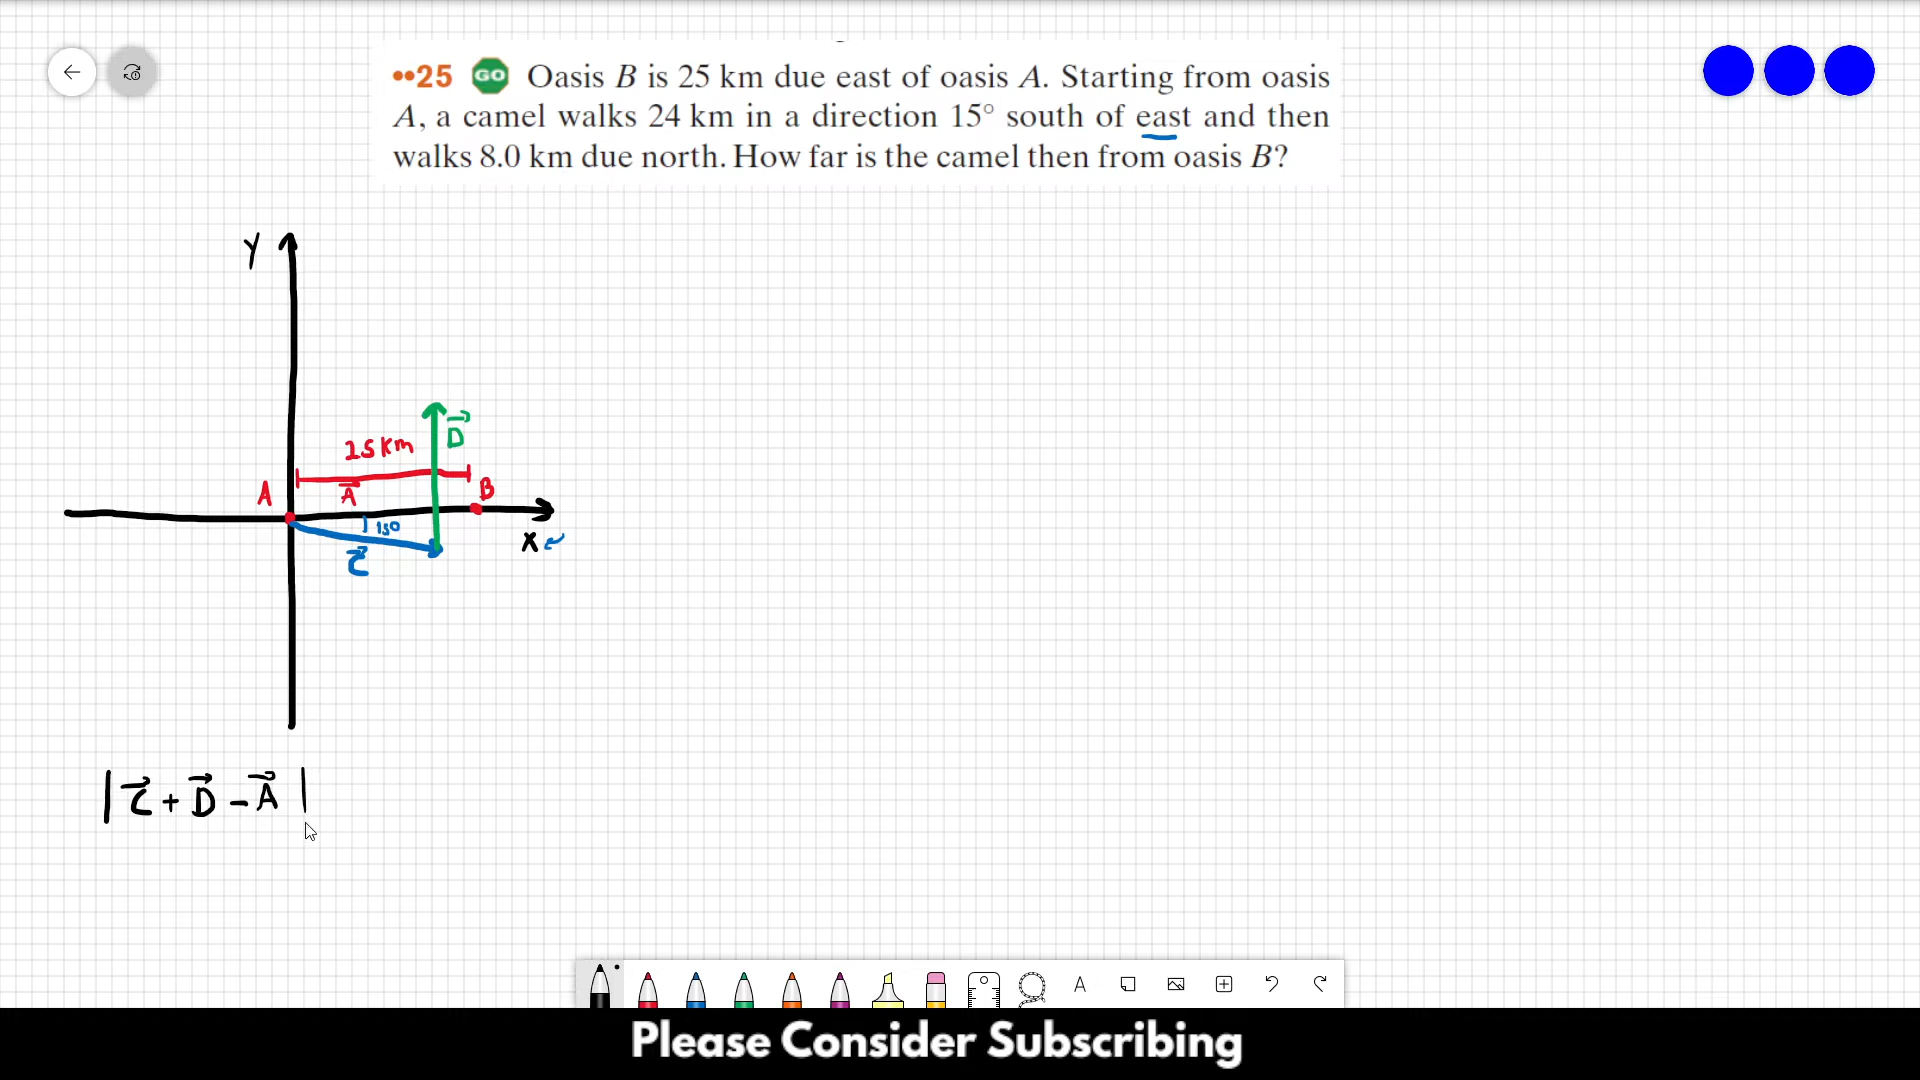 ••25 GO Oasis B is 25 km due east of oasis A. Starting from oasis
A, a camel walks 24 km in a direction 15° south of east and then
walks 8.0 km due north. How far is the camel then from oasis B?
Y
D
25 km
A
A
B
15°
C
X
|C + D - A|
A
Please Consider Subscribing